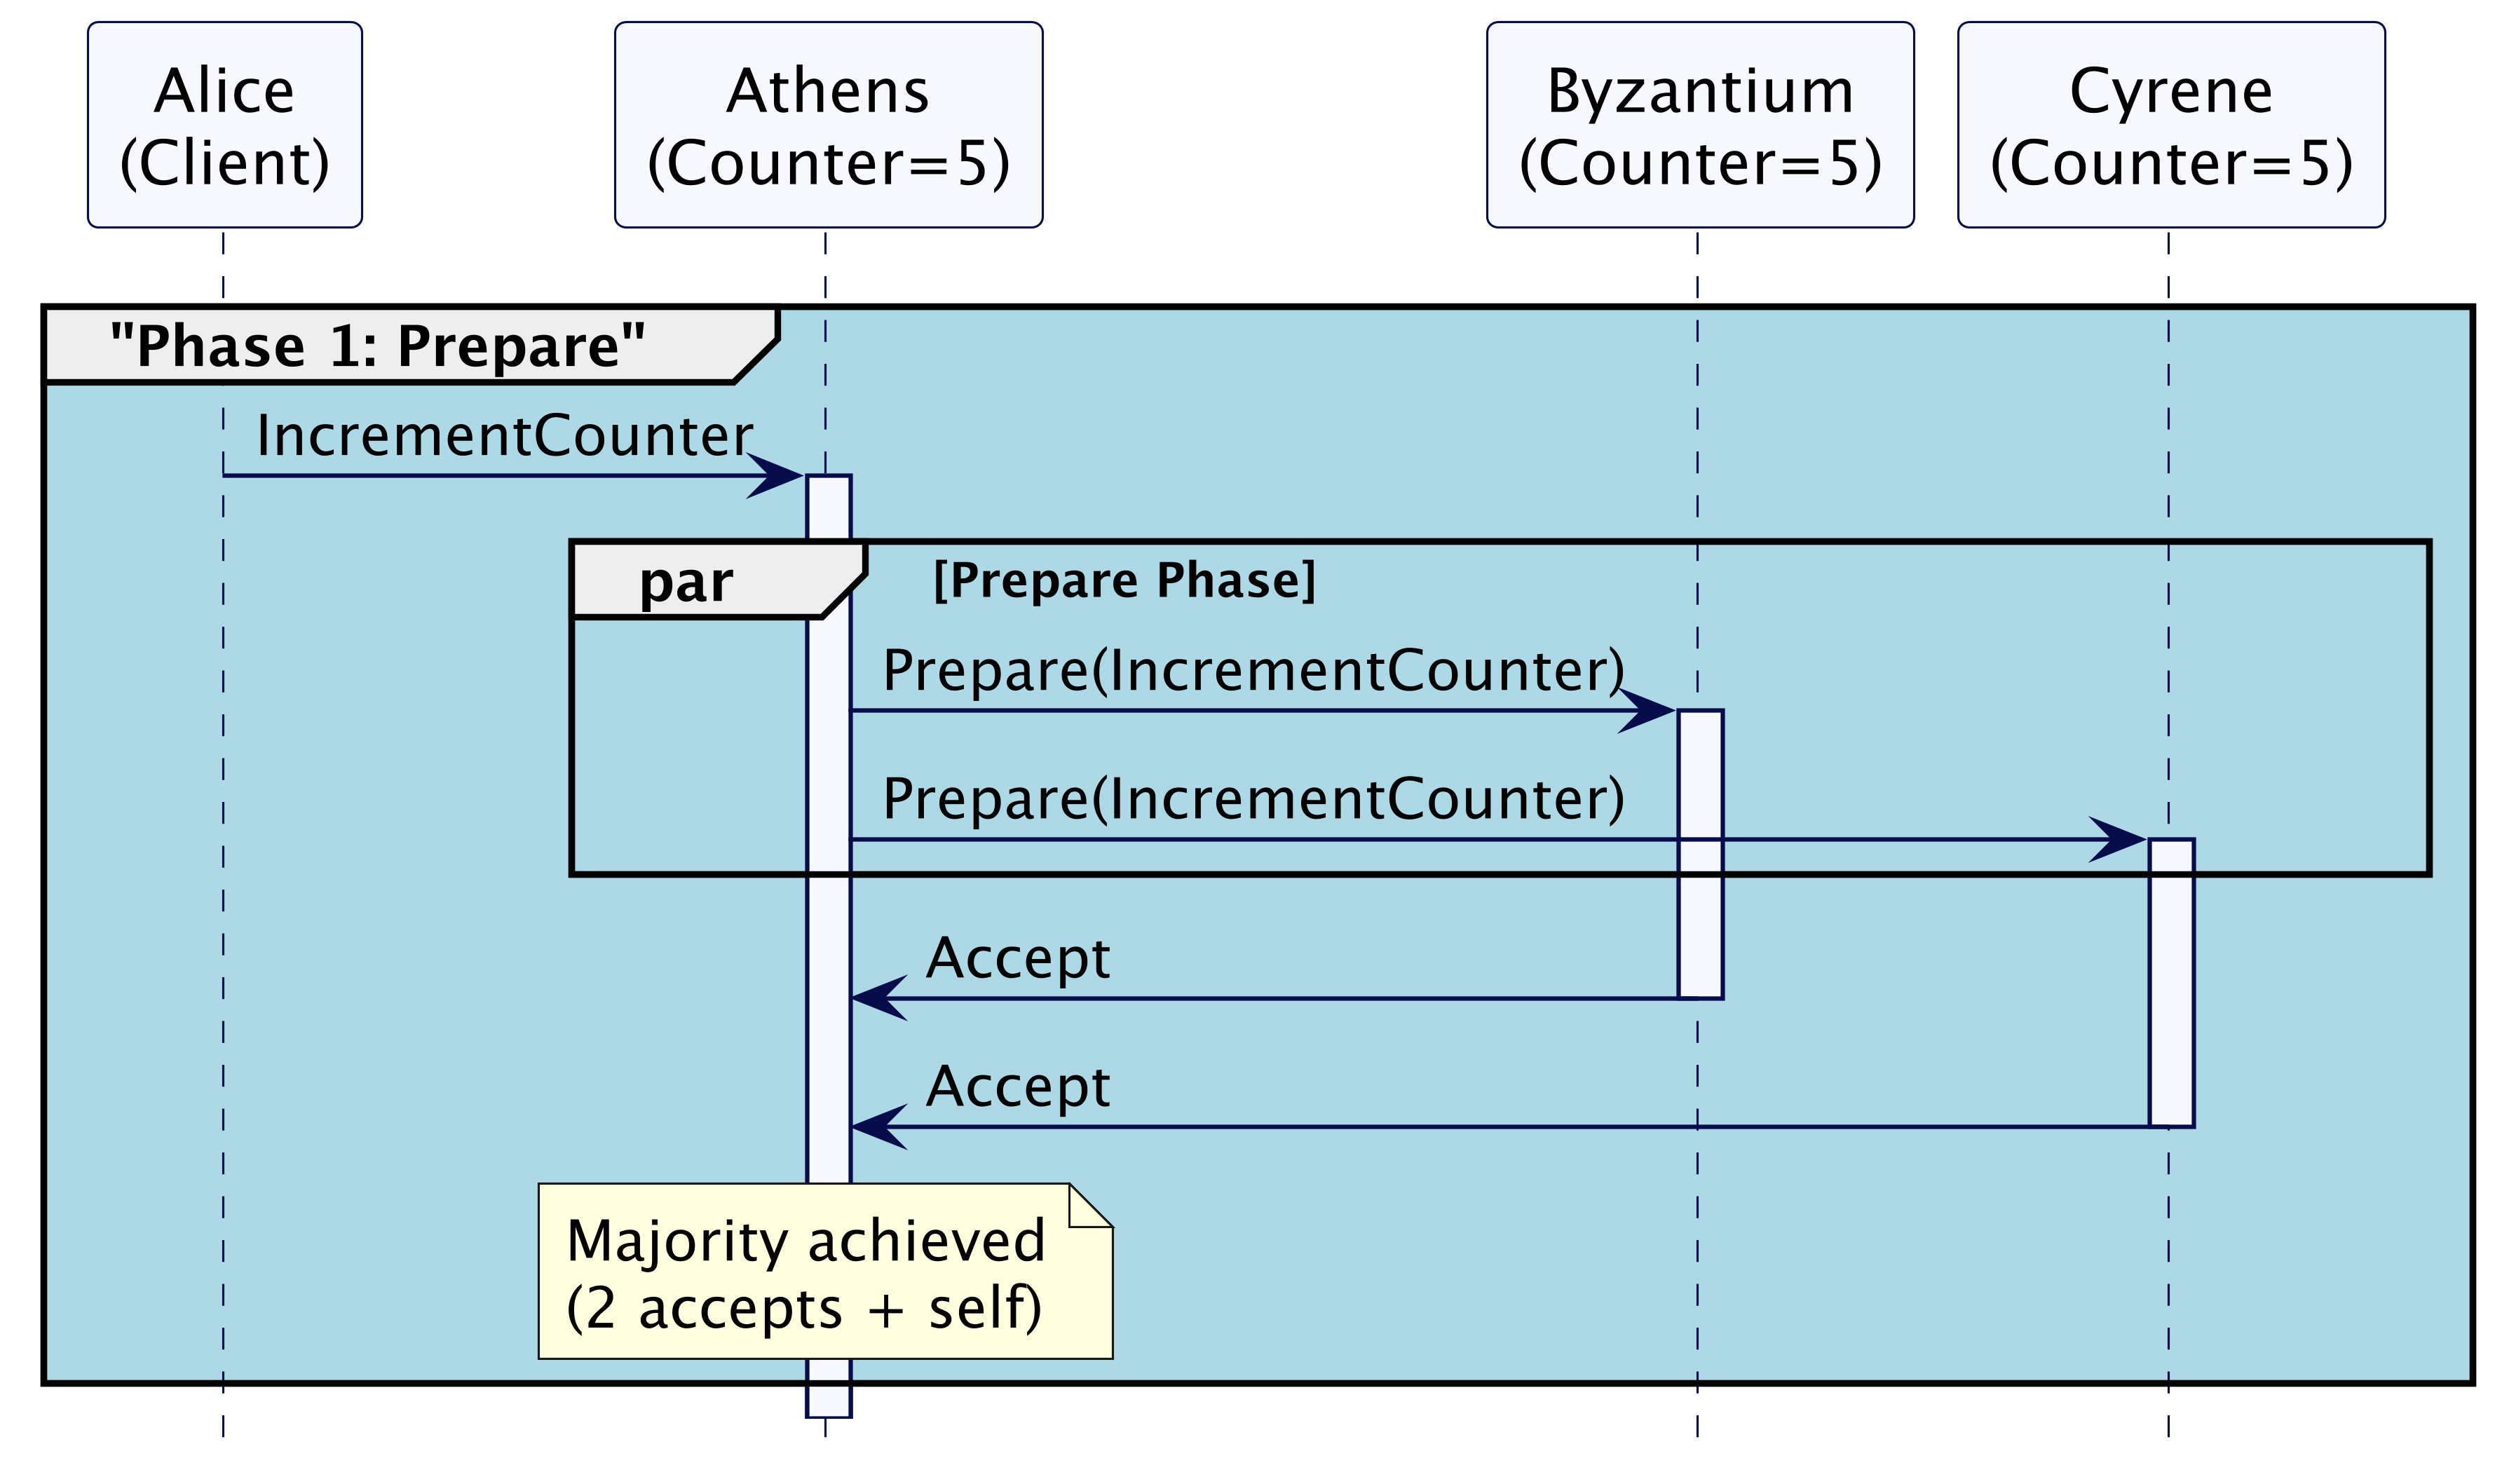 Alice
(Client)
Athens
(Counter=5)
Byzantium
(Counter=5)
Cyrene
(Counter=5)
"Phase 1: Prepare"
IncrementCounter
par
[Prepare Phase]
Prepare(IncrementCounter)
Prepare(IncrementCounter)
Accept
Accept
Majority achieved
(2 accepts + self)